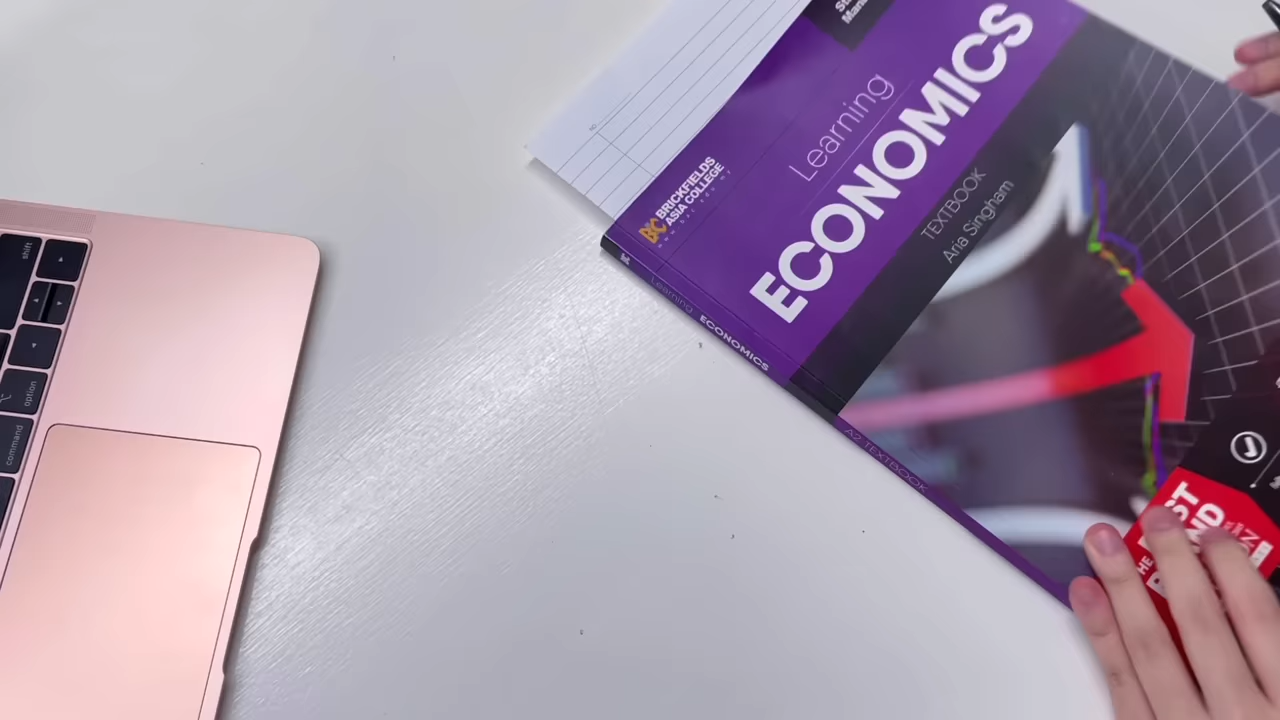 Learning
ECONOMICS
TEXTBOOK
Aria Singham
BRICKFIELDS
ASIA COLLEGE
Learning ECONOMICS
A2 TEXTBOOK
shift
option
command